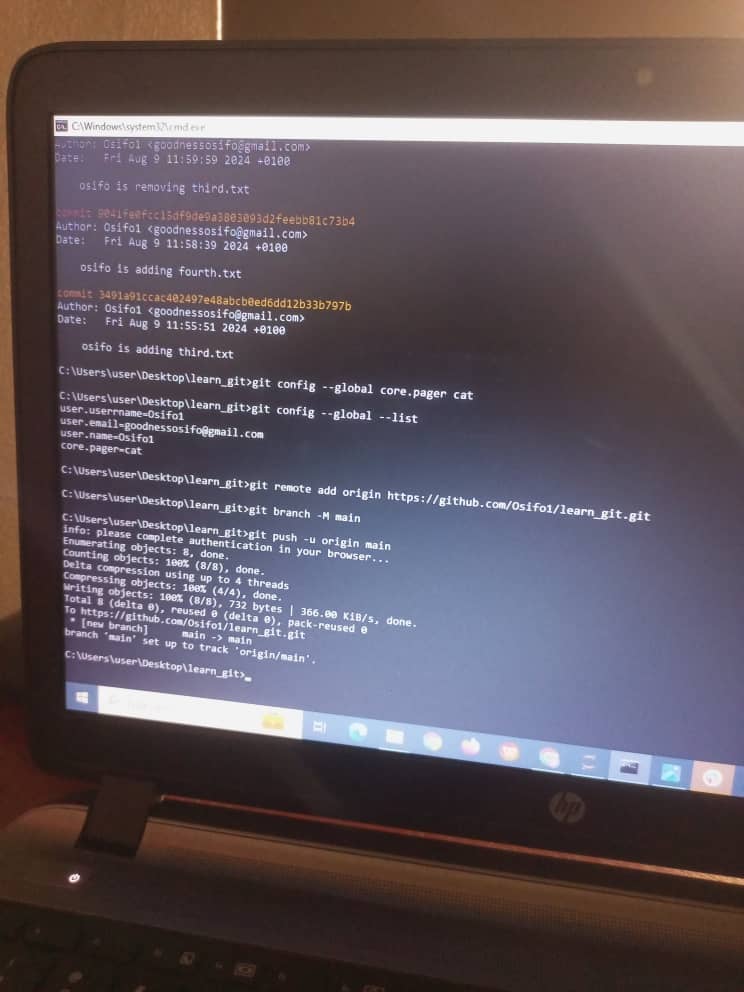 C:\Windows\system32\cmd.exe
Author: Osifo1 <goodnessosifo@gmail.com>
Date:   Fri Aug 9 11:59:59 2024 +0100
osifo is removing third.txt
commit 9041fe0fcc15df9de9a3803093d2feebb81c73b4
Author: Osifo1 <goodnessosifo@gmail.com>
Date:   Fri Aug 9 11:58:39 2024 +0100
osifo is adding fourth.txt
commit 3491a91ccac402497e48abcb0ed6dd12b33b797b
Author: Osifo1 <goodnessosifo@gmail.com>
Date:   Fri Aug 9 11:55:51 2024 +0100
osifo is adding third.txt
C:\Users\user\Desktop\learn_git>git config --global core.pager cat
C:\Users\user\Desktop\learn_git>git config --global --list
user.userrname=Osifo1
user.email=goodnessosifo@gmail.com
user.name=Osifo1
core.pager=cat
C:\Users\user\Desktop\learn_git>git remote add origin https://github.com/Osifo1/learn_git.git
C:\Users\user\Desktop\learn_git>git branch -M main
C:\Users\user\Desktop\learn_git>git push -u origin main
info: please complete authentication in your browser...
Enumerating objects: 8, done.
Counting objects: 100% (8/8), done.
Delta compression using up to 4 threads
Compressing objects: 100% (4/4), done.
Writing objects: 100% (8/8), 732 bytes | 366.00 KiB/s, done.
Total 8 (delta 0), reused 0 (delta 0), pack-reused 0
To https://github.com/Osifo1/learn_git.git
* [new branch]      main -> main
branch 'main' set up to track 'origin/main'.
C:\Users\user\Desktop\learn_git>
hp